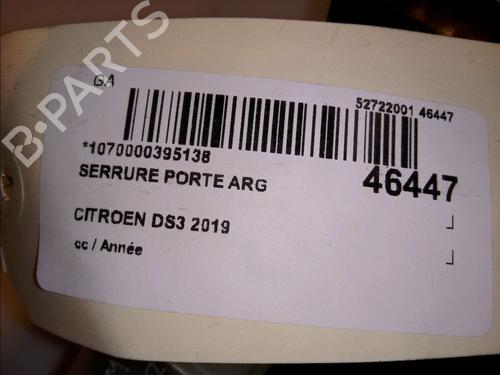 B-PARTS
GA
52722001 46447
*1070000395138
SERRURE PORTE ARG
46447
CITROEN DS3 2019
cc / Année